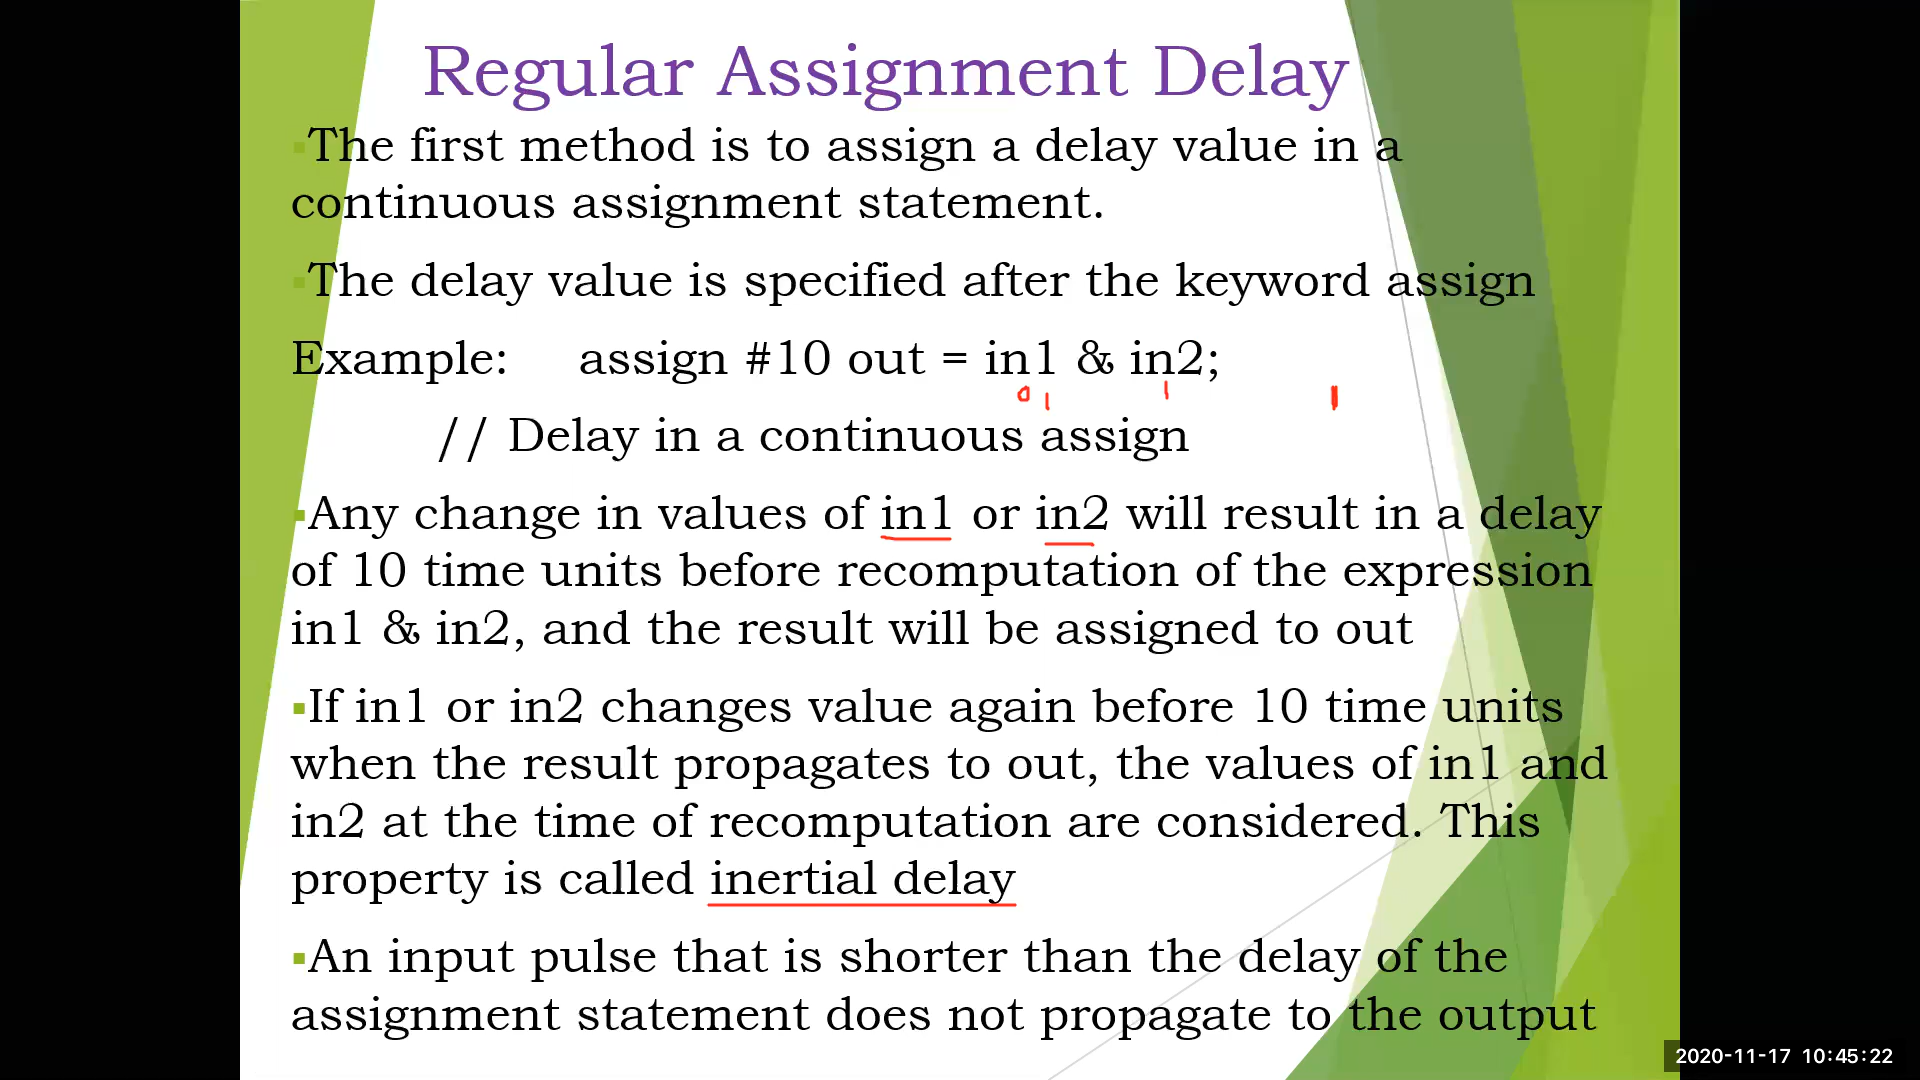 Regular Assignment Delay
▪The first method is to assign a delay value in a
continuous assignment statement.
▪The delay value is specified after the keyword assign
Example: assign #10 out = in1 & in2;
0 1 1 1
// Delay in a continuous assign
▪Any change in values of in1 or in2 will result in a delay
of 10 time units before recomputation of the expression
in1 & in2, and the result will be assigned to out
▪If in1 or in2 changes value again before 10 time units
when the result propagates to out, the values of in1 and
in2 at the time of recomputation are considered. This
property is called inertial delay
▪An input pulse that is shorter than the delay of the
assignment statement does not propagate to the output
2020-11-17 10:45:22